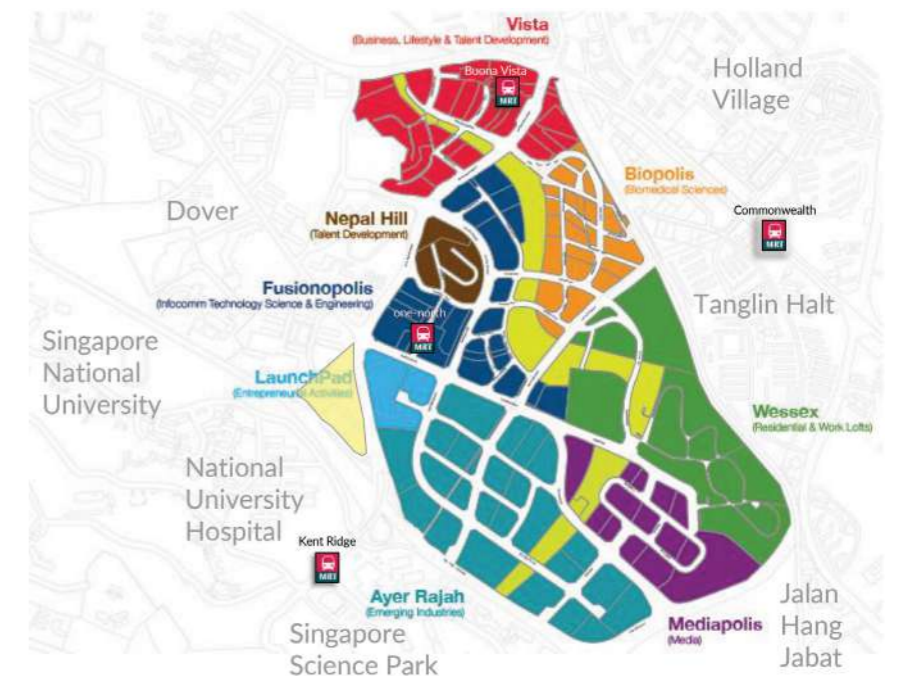 Vista
(Business, Lifestyle & Talent Development)
Buona Vista
MRT
Holland
Village
Biopolis
(Biomedical Sciences)
Dover
Commonwealth
MRT
Nepal Hill
(Talent Development)
Fusionopolis
(Infocomm Technology Science & Engineering)
one-north
MRT
Tanglin Halt
Singapore
National
University
LaunchPad
(Entrepreneurial Activities)
Wessex
(Residential & Work Lofts)
National
University
Hospital
Kent Ridge
MRT
Ayer Rajah
(Emerging Industries)
Mediapolis
(Media)
Jalan
Hang
Jabat
Singapore
Science Park